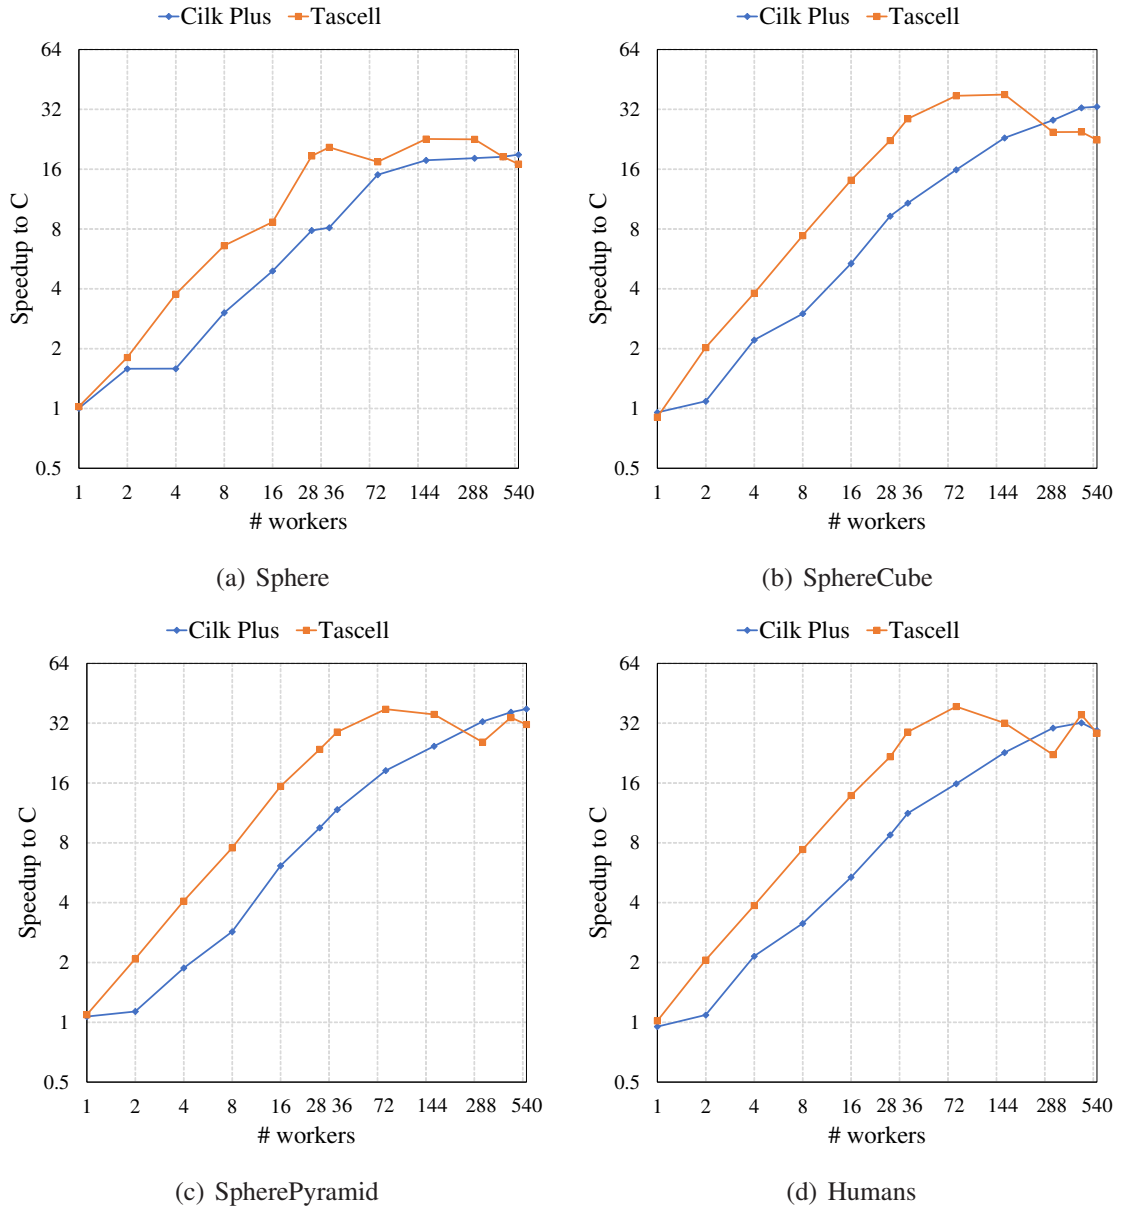 Cilk Plus Tascell
64
32
16
8
4
2
1
0.5
Speedup to C
1 2 4 8 16 28 36 72 144 288 540
# workers
(a) Sphere
Cilk Plus Tascell
64
32
16
8
4
2
1
0.5
Speedup to C
1 2 4 8 16 28 36 72 144 288 540
# workers
(b) SphereCube
Cilk Plus Tascell
64
32
16
8
4
2
1
0.5
Speedup to C
1 2 4 8 16 28 36 72 144 288 540
# workers
(c) SpherePyramid
Cilk Plus Tascell
64
32
16
8
4
2
1
0.5
Speedup to C
1 2 4 8 16 28 36 72 144 288 540
# workers
(d) Humans